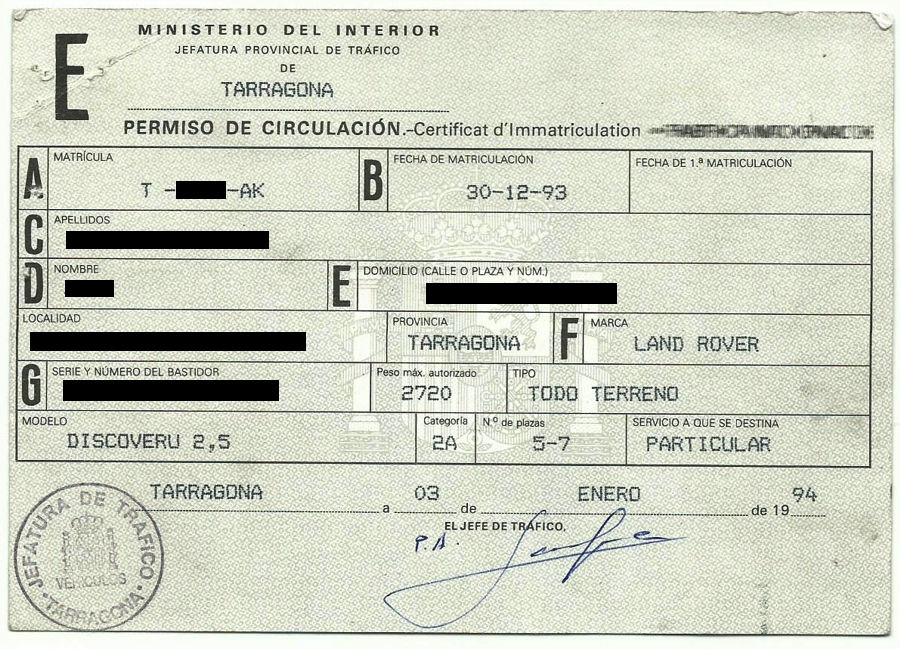 E
MINISTERIO DEL INTERIOR
JEFATURA PROVINCIAL DE TRÁFICO
DE
TARRAGONA
PERMISO DE CIRCULACIÓN.-Certificat d'Immatriculation
A MATRÍCULA
T - -AK
B FECHA DE MATRICULACIÓN
30-12-93
FECHA DE 1.ª MATRICULACIÓN
C APELLIDOS
D NOMBRE
E DOMICILIO (CALLE O PLAZA Y NÚM.)
LOCALIDAD
PROVINCIA
TARRAGONA
F MARCA
LAND ROVER
G SERIE Y NÚMERO DEL BASTIDOR
Peso máx. autorizado
2720
TIPO
TODO TERRENO
MODELO
DISCOVERU 2,5
Categoría
2A
N.º de plazas
5-7
SERVICIO A QUE SE DESTINA
PARTICULAR
TARRAGONA a 03 de ENERO de 19 94
EL JEFE DE TRÁFICO,
P.A.
JEFATURA DE TRAFICO
VEHICULOS
· TARRAGONA ·